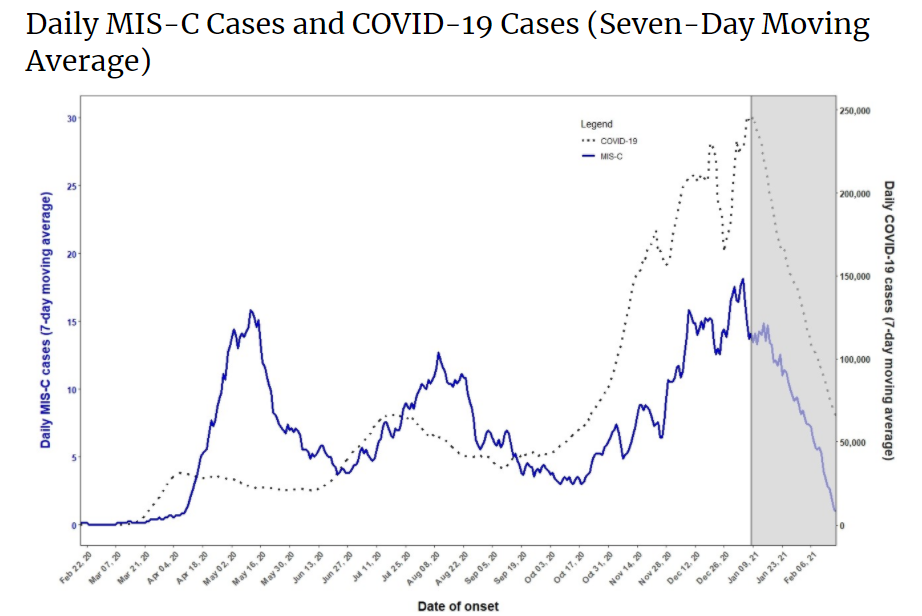 Daily MIS-C Cases and COVID-19 Cases (Seven-Day Moving
Average)
Legend
COVID-19
MIS-C
Daily MIS-C cases (7-day moving average)
30
25
20
15
10
5
0
250,000
200,000
150,000
100,000
50,000
0
Daily COVID-19 cases (7-day moving average)
Feb 22, 20
Mar 07, 20
Mar 21, 20
Apr 04, 20
Apr 18, 20
May 02, 20
May 16, 20
May 30, 20
Jun 13, 20
Jun 27, 20
Jul 11, 20
Jul 25, 20
Aug 08, 20
Aug 22, 20
Sep 05, 20
Sep 19, 20
Oct 03, 20
Oct 17, 20
Oct 31, 20
Nov 14, 20
Nov 28, 20
Dec 12, 20
Dec 26, 20
Jan 09, 21
Jan 23, 21
Feb 06, 21
Date of onset